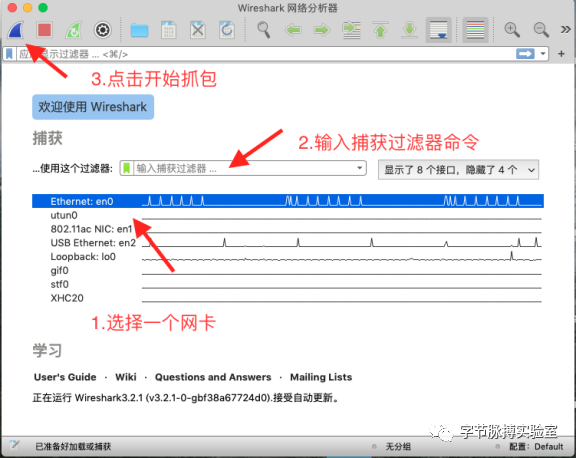 Wireshark 网络分析器
应用显示过滤器 … <⌘/>
3.点击开始抓包
欢迎使用 Wireshark
捕获
2.输入捕获过滤器命令
…使用这个过滤器:
输入捕获过滤器 …
显示了 8 个接口，隐藏了 4 个
Ethernet: en0
utun0
802.11ac NIC: en1
USB Ethernet: en2
Loopback: lo0
gif0
stf0
XHC20
1.选择一个网卡
学习
User's Guide · Wiki · Questions and Answers · Mailing Lists
正在运行 Wireshark3.2.1 (v3.2.1-0-gbf38a67724d0).接受自动更新。
字节脉搏实验室
已准备好加载或捕获
无分组
配置: Default